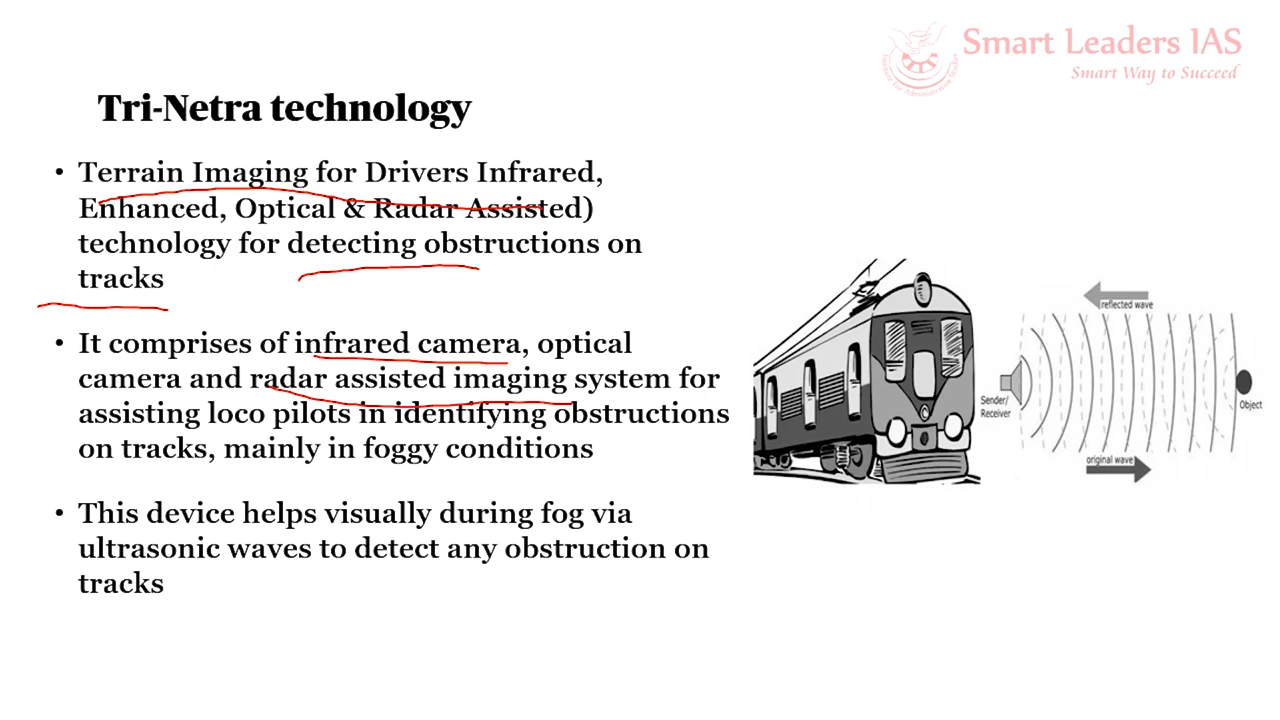 Smart Leaders IAS
Smart Way to Succeed
Tri-Netra technology
• Terrain Imaging for Drivers Infrared,
Enhanced, Optical & Radar Assisted)
technology for detecting obstructions on
tracks
• It comprises of infrared camera, optical
camera and radar assisted imaging system for
assisting loco pilots in identifying obstructions
on tracks, mainly in foggy conditions
• This device helps visually during fog via
ultrasonic waves to detect any obstruction on
tracks
reflected wave
Sender/
Receiver
Object
original wave